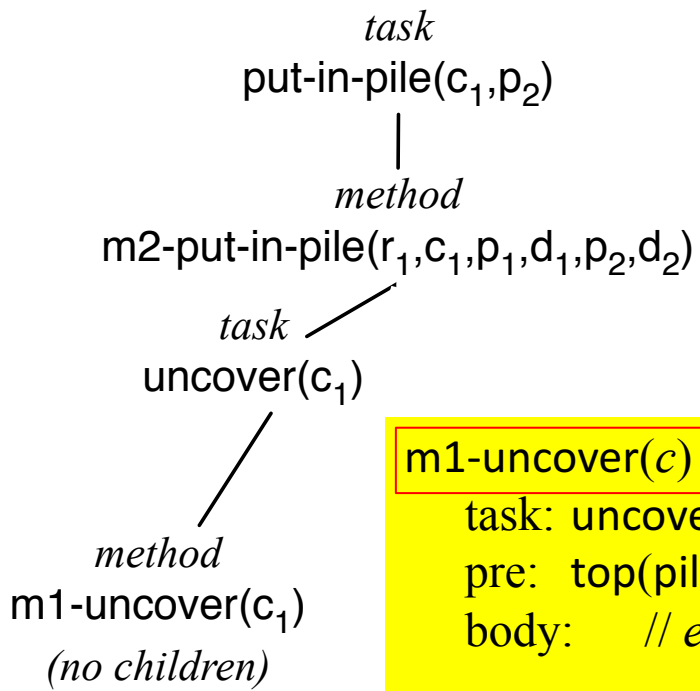 task
put-in-pile(c₁,p₂)
method
m2-put-in-pile(r₁,c₁,p₁,d₁,p₂,d₂)
task
uncover(c₁)
m1-uncover(c)
task: uncove
pre: top(pil
body: // e
method
m1-uncover(c₁)
(no children)